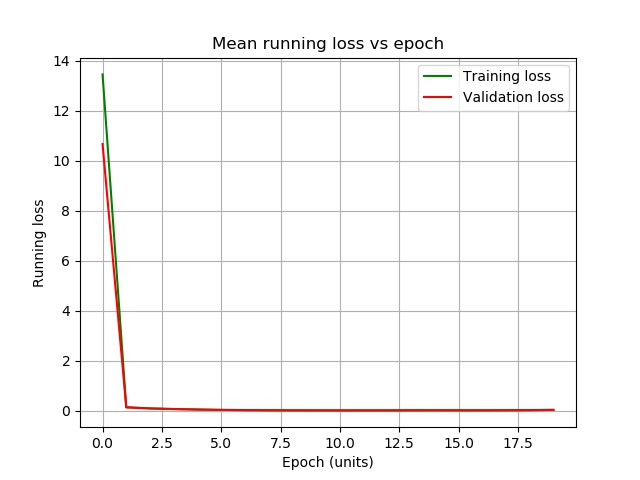 Mean running loss vs epoch
Training loss
Validation loss
14
12
10
8
6
4
2
0
Running loss
0.0 2.5 5.0 7.5 10.0 12.5 15.0 17.5
Epoch (units)